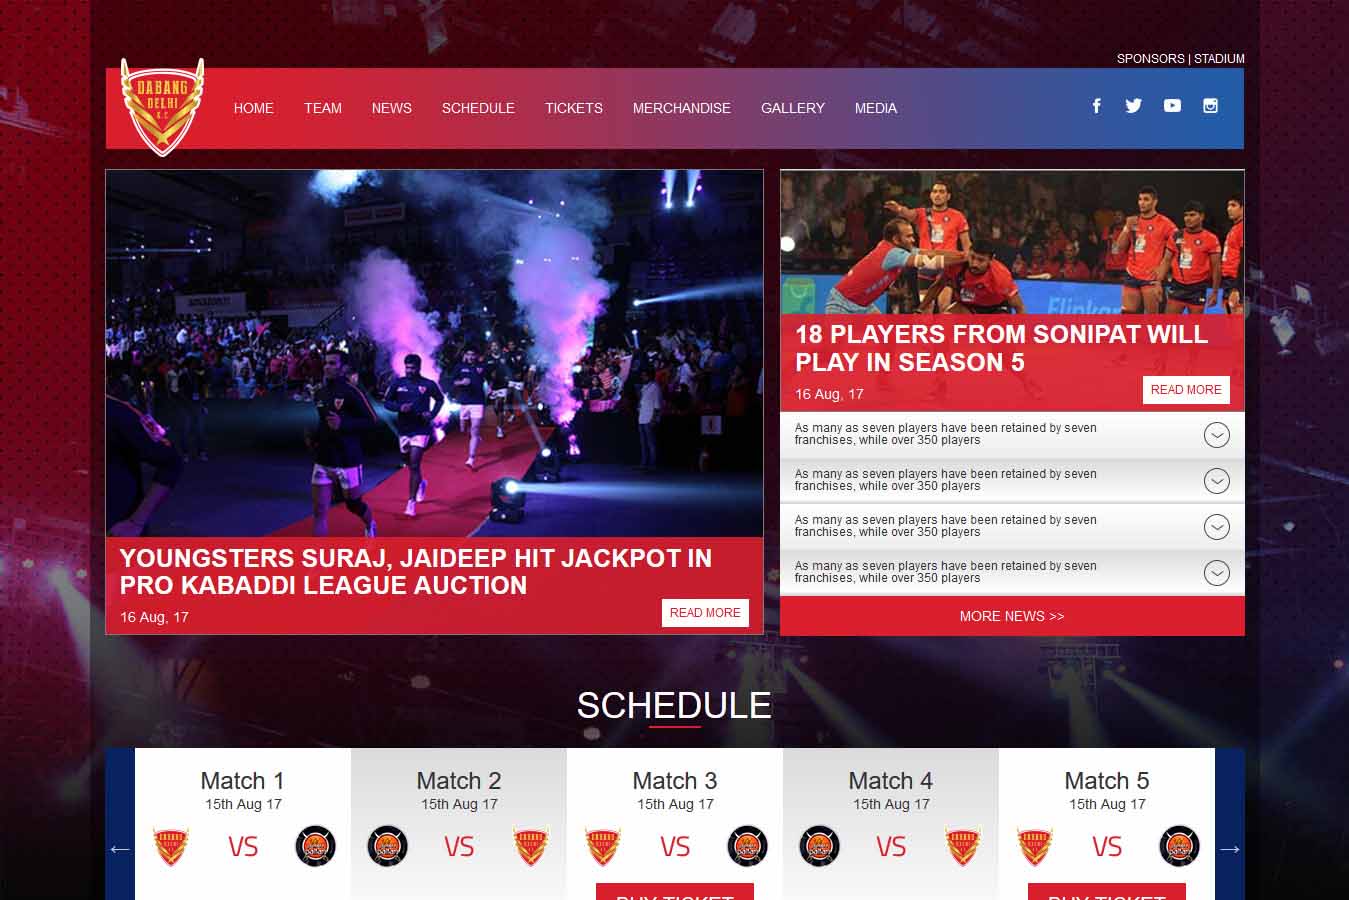 SPONSORS | STADIUM
DABANG
DELHI
K.C.
HOME TEAM NEWS SCHEDULE TICKETS MERCHANDISE GALLERY MEDIA
18 PLAYERS FROM SONIPAT WILL
PLAY IN SEASON 5
16 Aug, 17
READ MORE
As many as seven players have been retained by seven
franchises, while over 350 players
As many as seven players have been retained by seven
franchises, while over 350 players
As many as seven players have been retained by seven
franchises, while over 350 players
As many as seven players have been retained by seven
franchises, while over 350 players
MORE NEWS >>
YOUNGSTERS SURAJ, JAIDEEP HIT JACKPOT IN
PRO KABADDI LEAGUE AUCTION
16 Aug, 17
READ MORE
SCHEDULE
Match 1
15th Aug 17
VS
Match 2
15th Aug 17
VS
Match 3
15th Aug 17
VS
BUY TICKET
Match 4
15th Aug 17
VS
Match 5
15th Aug 17
VS
BUY TICKET